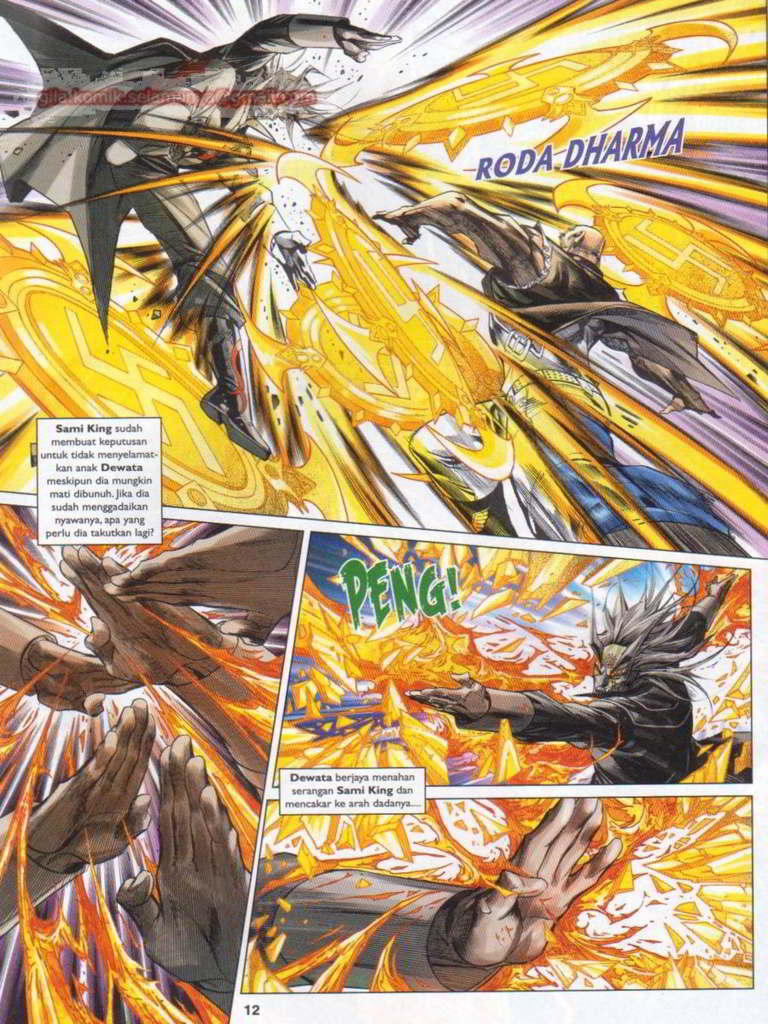 RODA DHARMA
Sami King sudah
membuat keputusan
untuk tidak menyelamat-
kan anak Dewata
meskipun dia mungkin
mati dibunuh. Jika dia
sudah menggadaikan
nyawanya, apa yang
perlu dia takutkan lagi?
PENG!
Dewata berjaya menahan
serangan Sami King dan
mencakar ke arah dadanya....
12